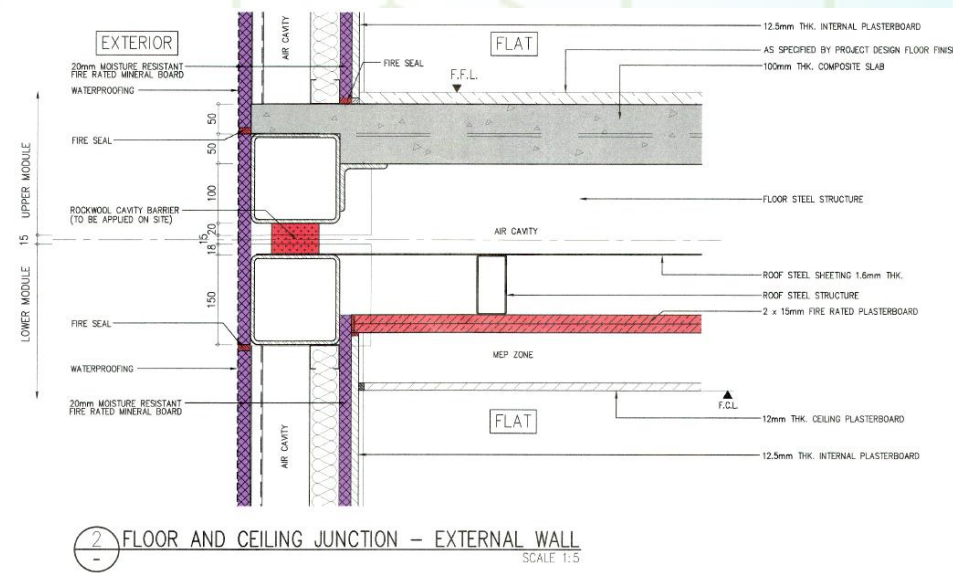 EXTERIOR
AIR CAVITY
FLAT
12.5mm THK. INTERNAL PLASTERBOARD
AS SPECIFIED BY PROJECT DESIGN FLOOR FINIS
100mm THK. COMPOSITE SLAB
20mm MOISTURE RESISTANT
FIRE RATED MINERAL BOARD
WATERPROOFING
FIRE SEAL
F.F.L.
FIRE SEAL
50
50
100
20
15
18
150
UPPER MODULE
15
LOWER MODULE
ROCKWOOL CAVITY BARRIER
(TO BE APPLIED ON SITE)
FLOOR STEEL STRUCTURE
AIR CAVITY
ROOF STEEL SHEETING 1.6mm THK.
ROOF STEEL STRUCTURE
2 x 15mm FIRE RATED PLASTERBOARD
FIRE SEAL
MEP ZONE
WATERPROOFING
20mm MOISTURE RESISTANT
FIRE RATED MINERAL BOARD
F.C.L.
FLAT
12mm THK. CEILING PLASTERBOARD
AIR CAVITY
12.5mm THK. INTERNAL PLASTERBOARD
2
-
FLOOR AND CEILING JUNCTION - EXTERNAL WALL
SCALE 1:5